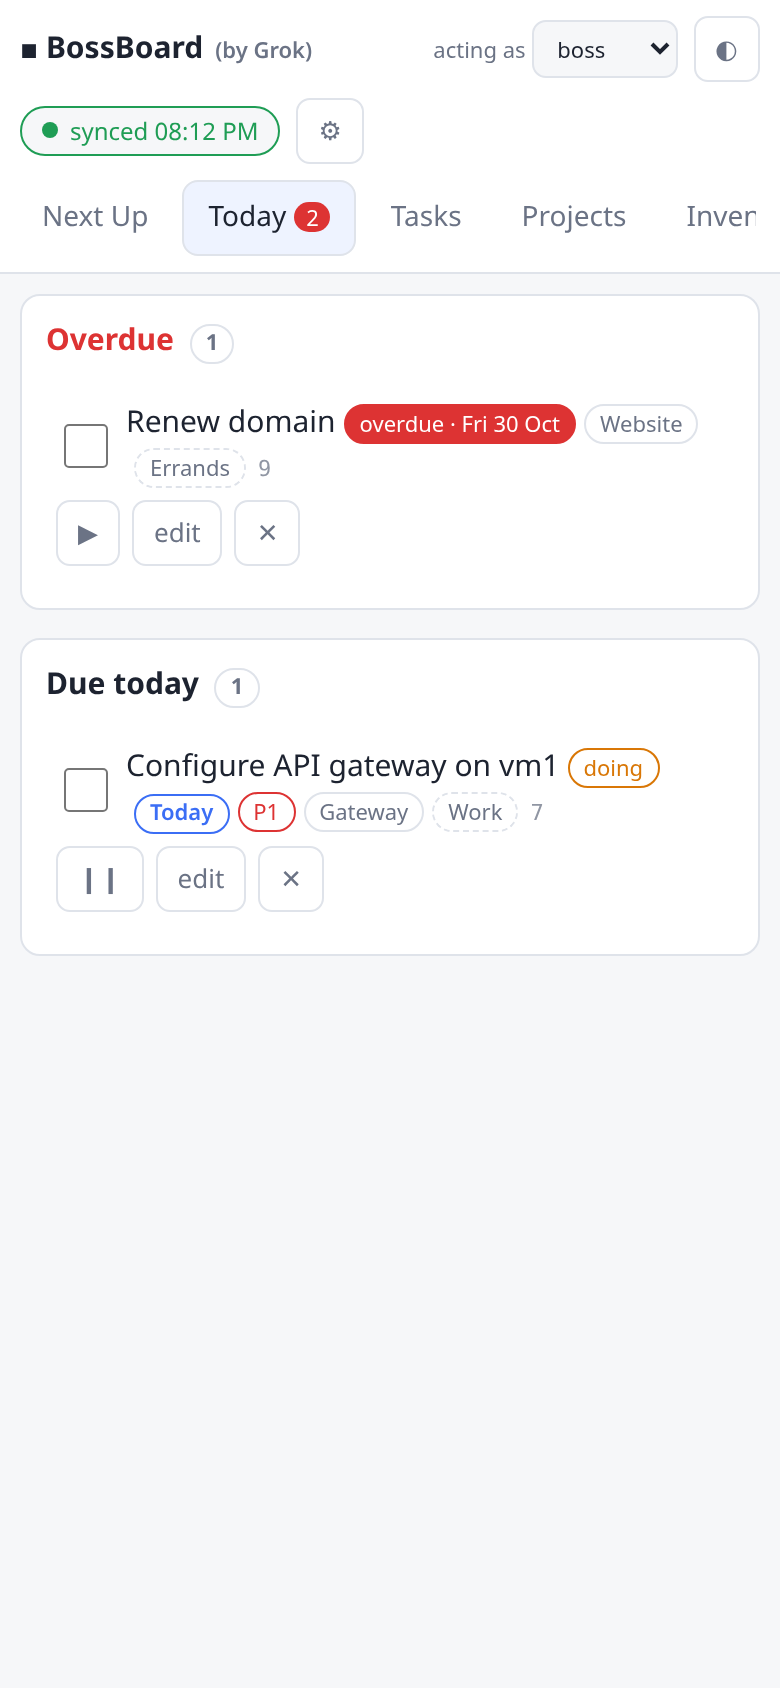 ■ BossBoard (by Grok) acting as boss
synced 08:12 PM
Next Up Today 2 Tasks Projects Inven
Overdue 1
Renew domain overdue · Fri 30 Oct Website
Errands 9
▶ edit ✕
Due today 1
Configure API gateway on vm1 doing
Today P1 Gateway Work 7
❙❙ edit ✕